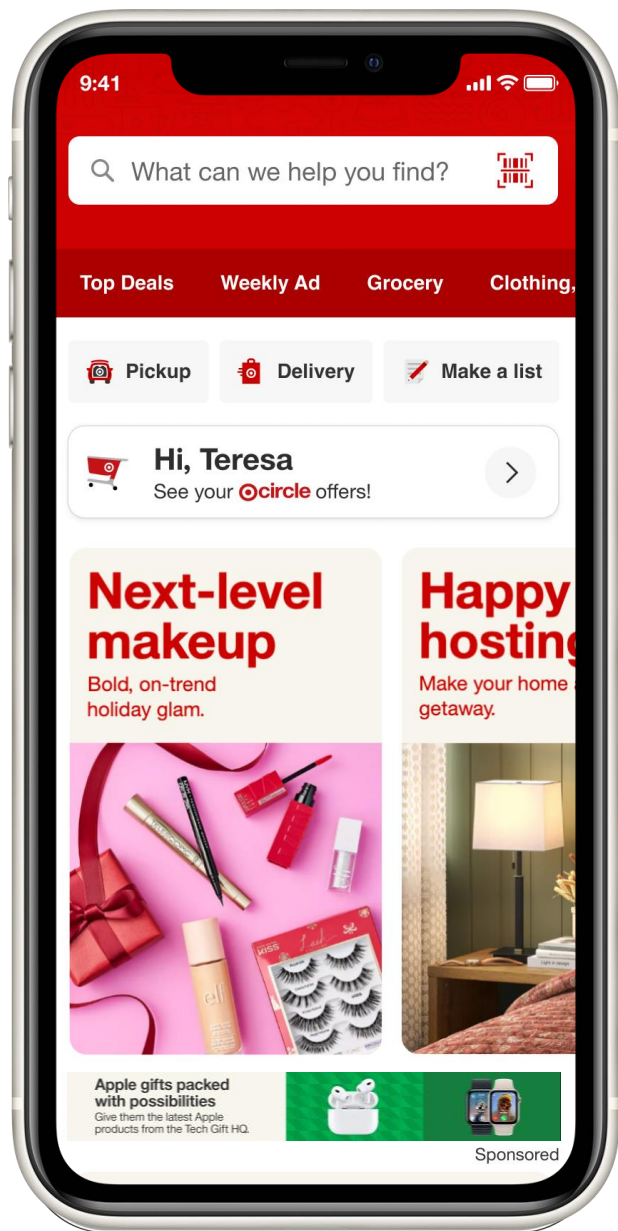 9:41
What can we help you find?
Top Deals Weekly Ad Grocery Clothing,
Pickup Delivery Make a list
Hi, Teresa
See your circle offers!
Next-level
makeup
Bold, on-trend
holiday glam.
KISS
e.l.f.
Happy
hosting
Make your home a
getaway.
Apple gifts packed
with possibilities
Give them the latest Apple
products from the Tech Gift HQ.
Sponsored